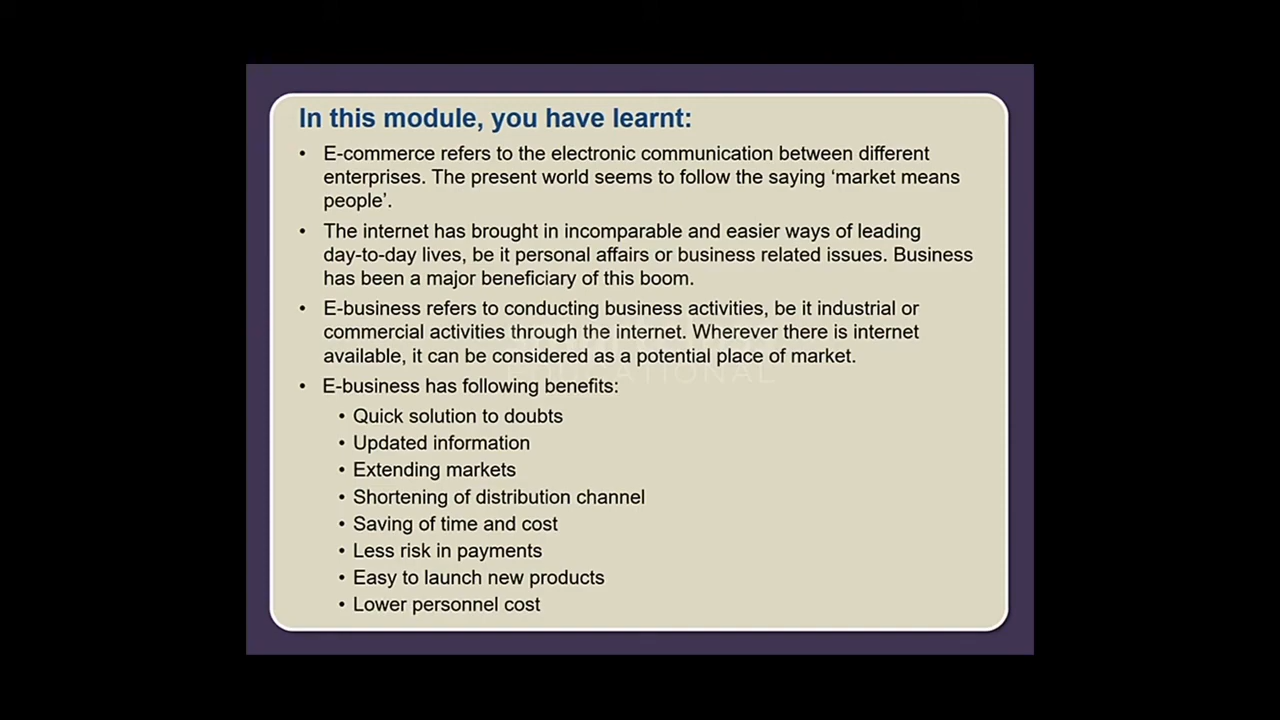 In this module, you have learnt:
• E-commerce refers to the electronic communication between different
enterprises. The present world seems to follow the saying ‘market means
people’.
• The internet has brought in incomparable and easier ways of leading
day-to-day lives, be it personal affairs or business related issues. Business
has been a major beneficiary of this boom.
• E-business refers to conducting business activities, be it industrial or
commercial activities through the internet. Wherever there is internet
available, it can be considered as a potential place of market.
EDUCATIONAL
• E-business has following benefits:
• Quick solution to doubts
• Updated information
• Extending markets
• Shortening of distribution channel
• Saving of time and cost
• Less risk in payments
• Easy to launch new products
• Lower personnel cost